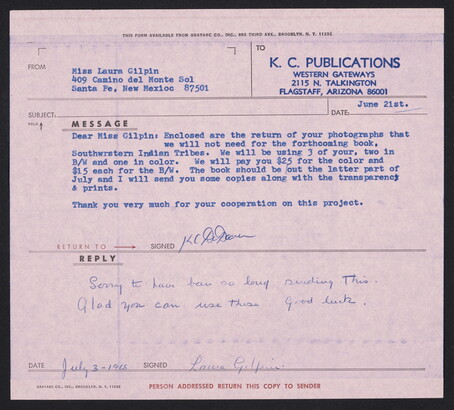 THIS FORM AVAILABLE FROM GRAYARC CO., INC., 882 THIRD AVE., BROOKLYN, N. Y. 11232
FROM
Miss Laura Gilpin
409 Camino del Monte Sol
Santa Fe, New Mexico 87501
TO
K. C. PUBLICATIONS
WESTERN GATEWAYS
2115 N. TALKINGTON
FLAGSTAFF, ARIZONA 86001
SUBJECT:
DATE:
June 21st.
FOLD
MESSAGE
Dear Miss Gilpin: Enclosed are the return of your photographs that
we will not need for the forthcoming book,
Southwrstern Indian Tribes. We will be using 3 of your, two in
B/W and one in color. We will pay you $25 for the color and
$15 each for the B/W. The book should be out the latter part of
July and I will send you some copies along with the transparency
& prints.
Thank you very much for your cooperation on this project.
RETURN TO
SIGNED
REPLY
Sorry to have been so long sending this.
Glad you can use these Good luck.
DATE July 3-
SIGNED Laura Gilpin
GRAYARC CO., INC., BROOKLYN, N. Y. 11232
PERSON ADDRESSED RETURN THIS COPY TO SENDER